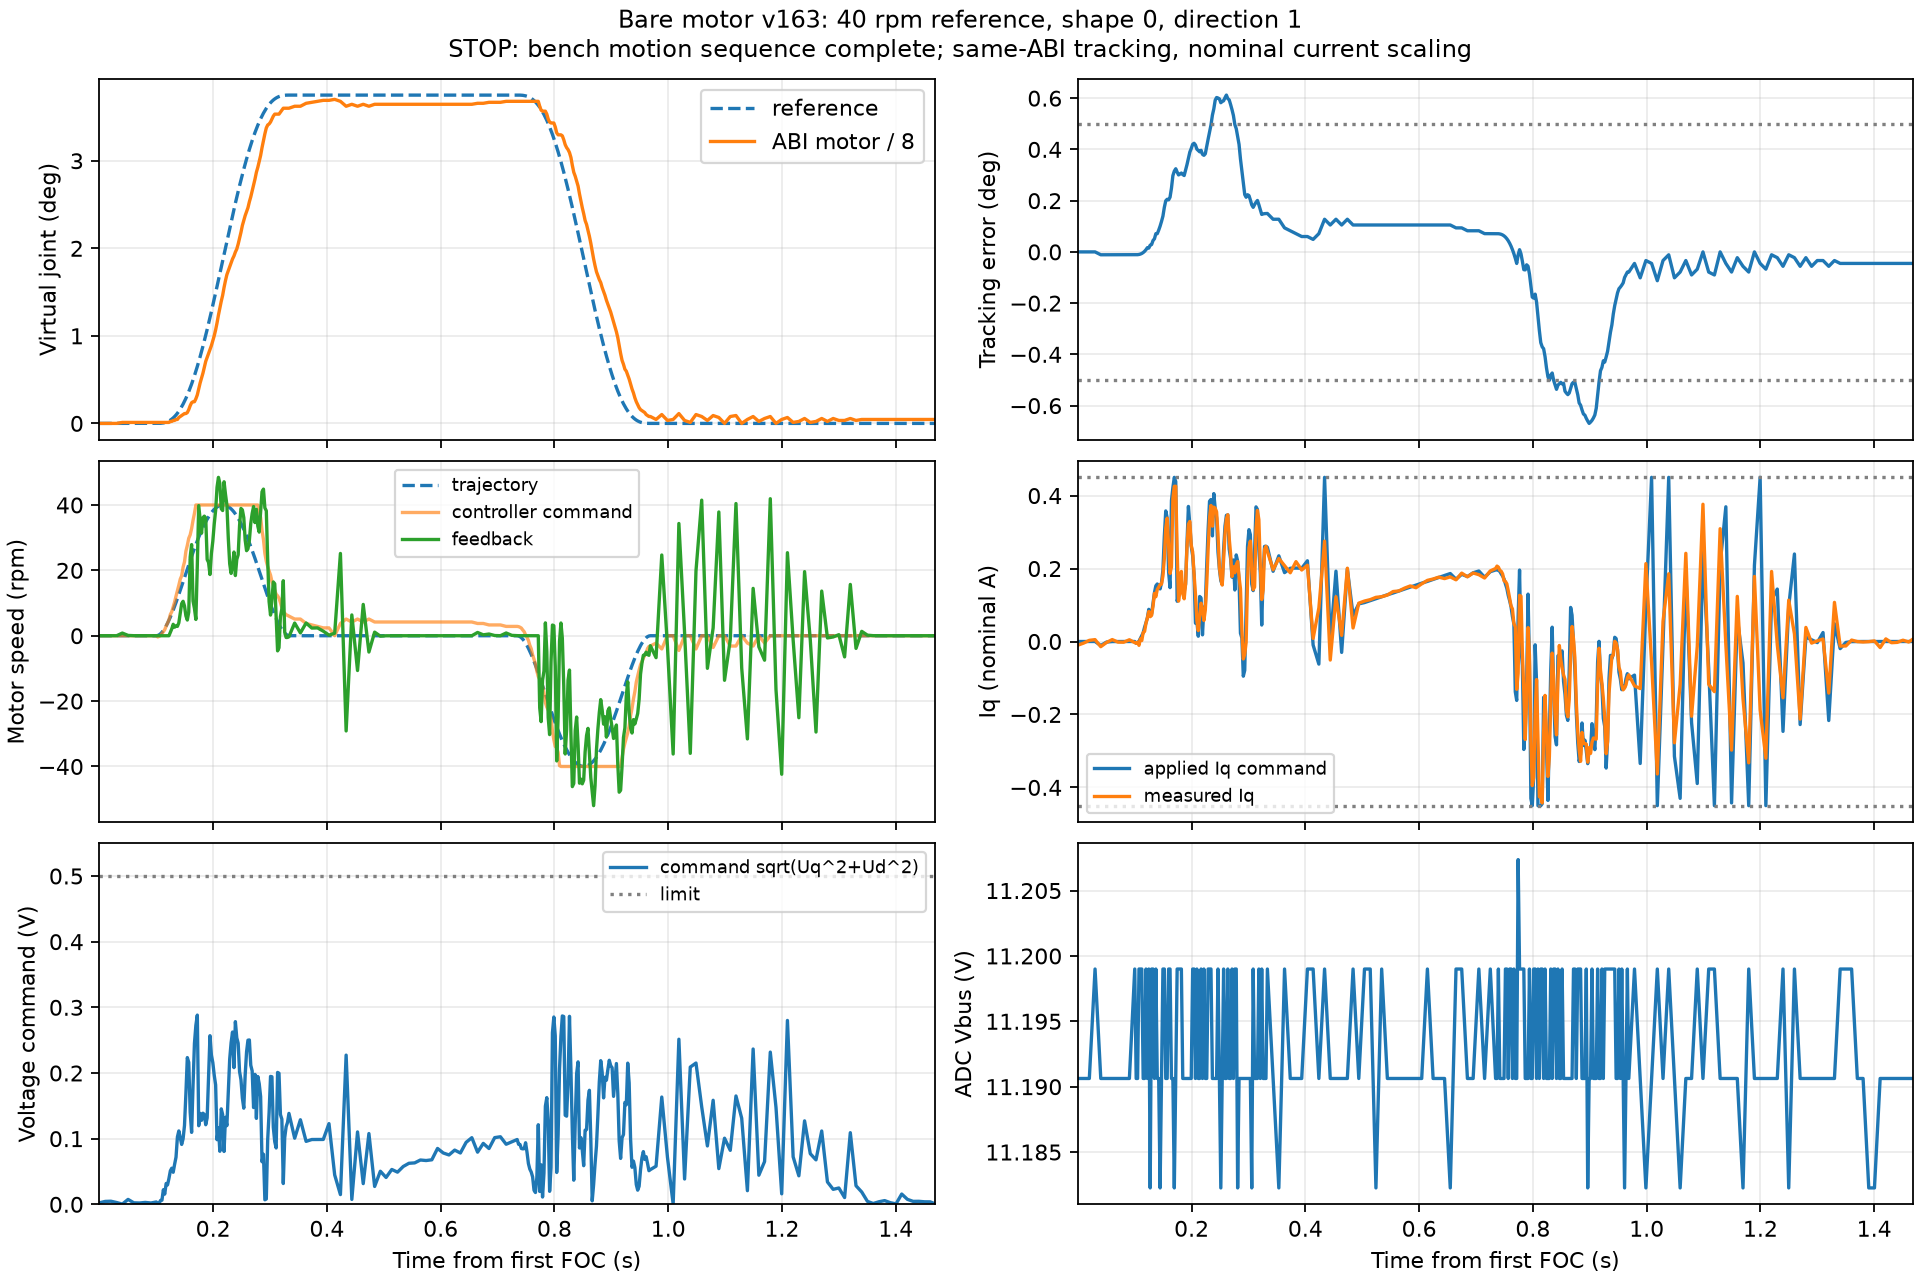 Bare motor v163: 40 rpm reference, shape 0, direction 1
STOP: bench motion sequence complete; same-ABI tracking, nominal current scaling
Virtual joint (deg)
3
2
1
0
reference
ABI motor / 8
Tracking error (deg)
0.6
0.4
0.2
0.0
−0.2
−0.4
−0.6
Motor speed (rpm)
40
20
0
−20
−40
trajectory
controller command
feedback
Iq (nominal A)
0.4
0.2
0.0
−0.2
−0.4
applied Iq command
measured Iq
Voltage command (V)
0.5
0.4
0.3
0.2
0.1
0.0
command sqrt(Uq^2+Ud^2)
limit
0.2 0.4 0.6 0.8 1.0 1.2 1.4
Time from first FOC (s)
ADC Vbus (V)
11.205
11.200
11.195
11.190
11.185
0.2 0.4 0.6 0.8 1.0 1.2 1.4
Time from first FOC (s)